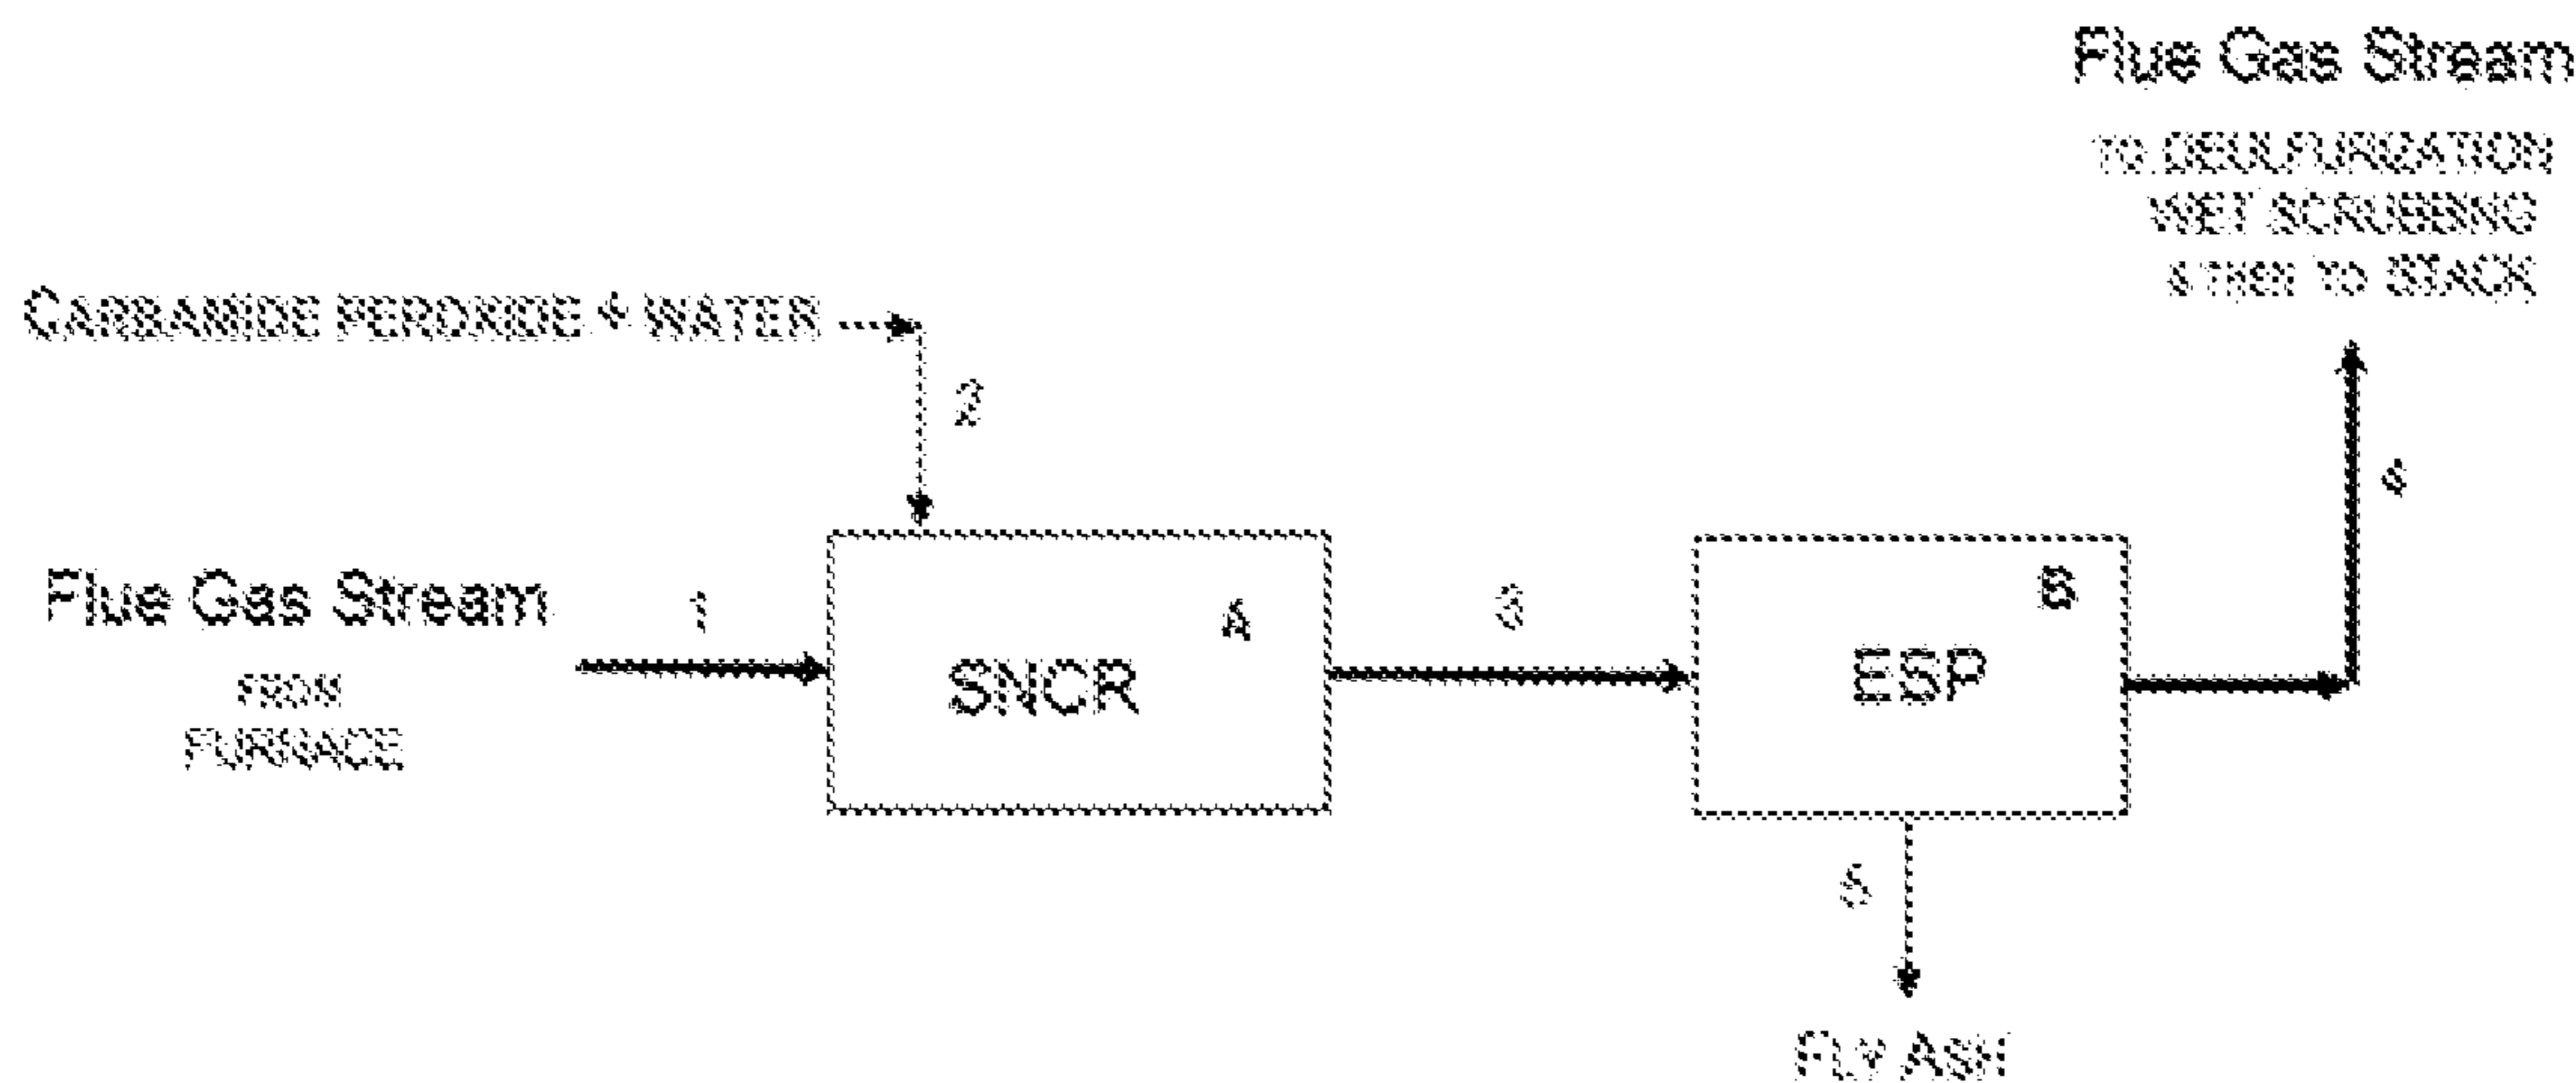 Flue Gas Stream
TO DESULFURIZATION
WET SCRUBBING
& THEN TO STACK
CARBAMIDE PEROXIDE + WATER
2
4
Flue Gas Stream
FROM
FURNACE
1
A
SNCR
3
B
ESP
5
FLY ASH